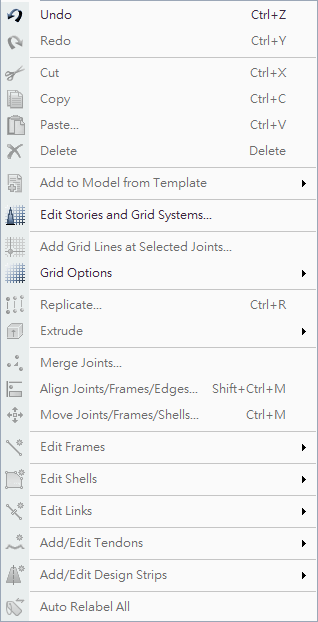 Undo Ctrl+Z
Redo Ctrl+Y
Cut Ctrl+X
Copy Ctrl+C
Paste... Ctrl+V
Delete Delete
Add to Model from Template
Edit Stories and Grid Systems...
Add Grid Lines at Selected Joints...
Grid Options
Replicate... Ctrl+R
Extrude
Merge Joints...
Align Joints/Frames/Edges... Shift+Ctrl+M
Move Joints/Frames/Shells... Ctrl+M
Edit Frames
Edit Shells
Edit Links
Add/Edit Tendons
Add/Edit Design Strips
Auto Relabel All